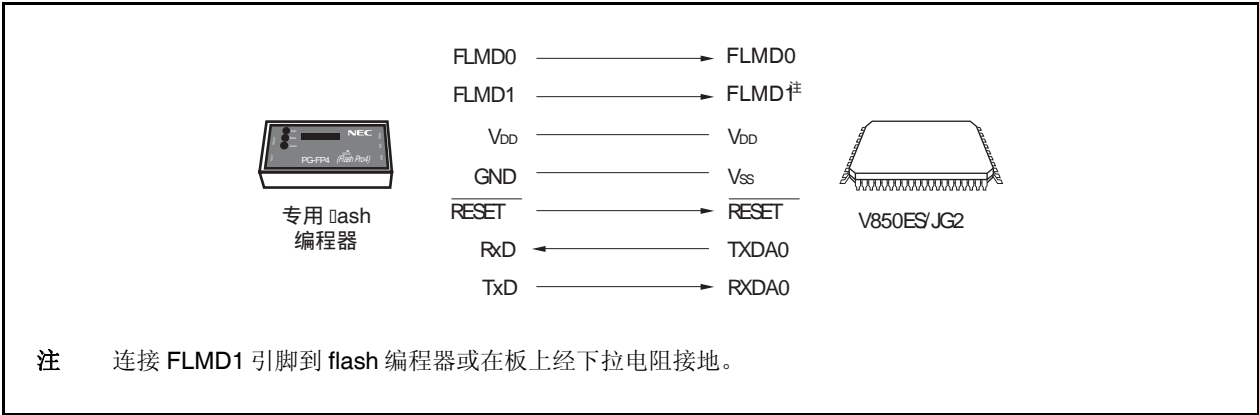 FLMD0 FLMD0
FLMD1 FLMD1注
VDD VDD
NEC
PG-FP4 (Flash Pro4)
GND VSS
RESET RESET
专用 ash
编程器
V850ES/JG2
RxD TXDA0
TxD RXDA0
注 连接 FLMD1 引脚到 flash 编程器或在板上经下拉电阻接地。